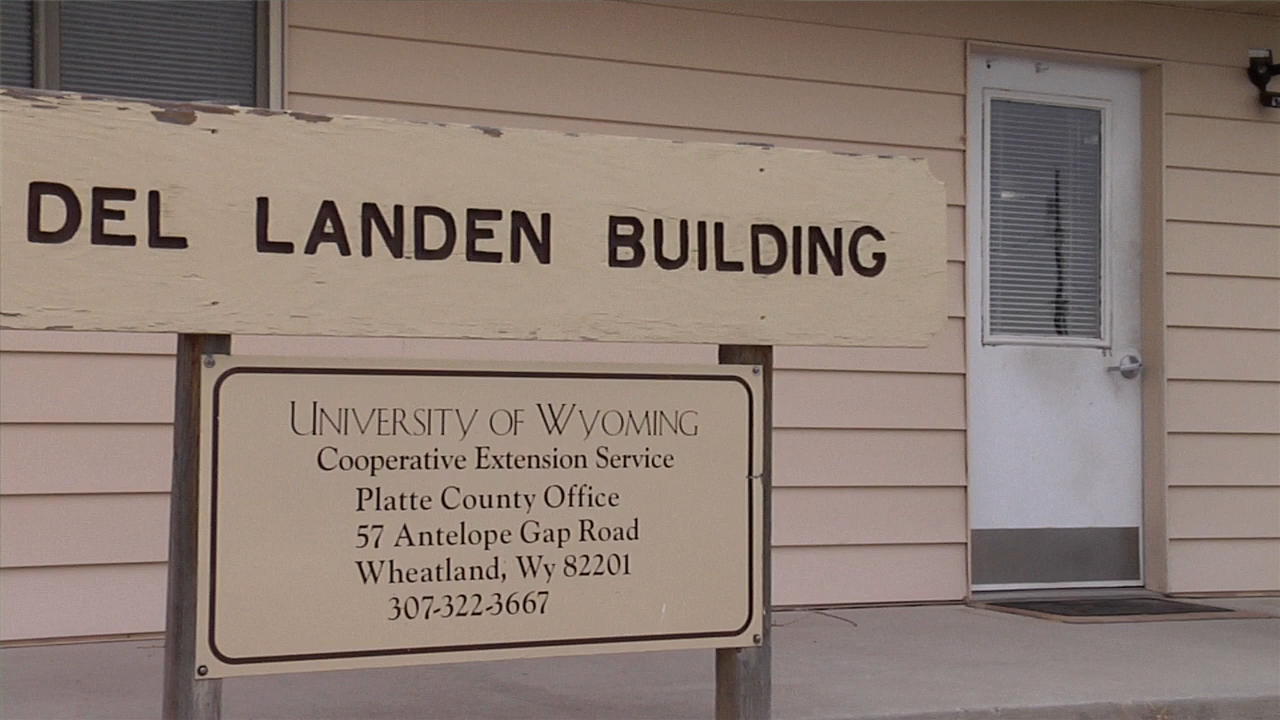 DEL LANDEN BUILDING
UNIVERSITY OF WYOMING
Cooperative Extension Service
Platte County Office
57 Antelope Gap Road
Wheatland, Wy 82201
307-322-3667